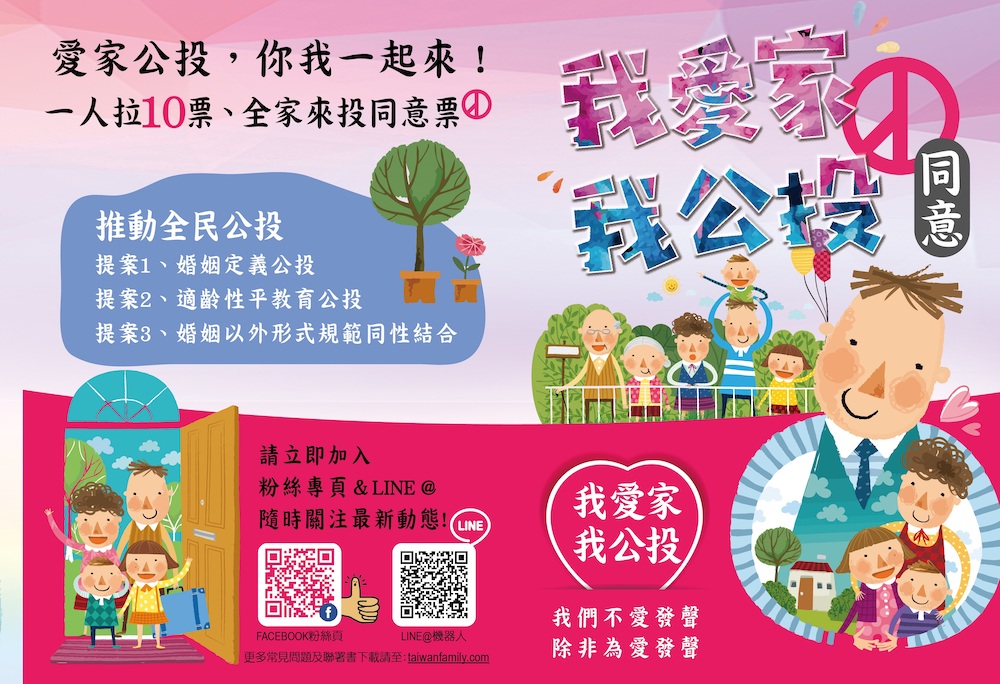 愛家公投，你我一起來！
一人拉10票、全家來投同意票
推動全民公投
提案1、婚姻定義公投
提案2、適齡性平教育公投
提案3、婚姻以外形式規範同性結合
請立即加入
粉絲專頁＆LINE@
隨時關注最新動態!
LINE
FACEBOOK粉絲頁
LINE@機器人
更多常見問題及聯署書下載請至：taiwanfamily.com
我愛家
我公投
同意
我愛家
我公投
我們不愛發聲
除非為愛發聲